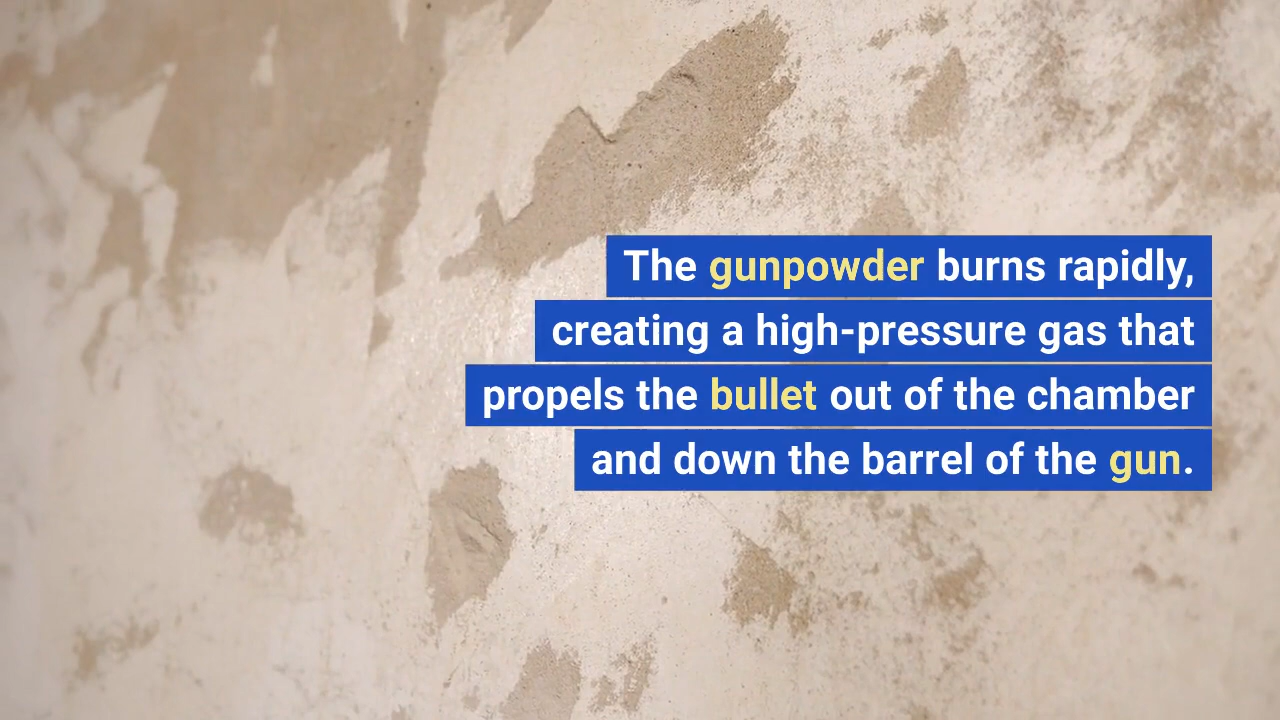 The gunpowder burns rapidly,
creating a high-pressure gas that
propels the bullet out of the chamber
and down the barrel of the gun.